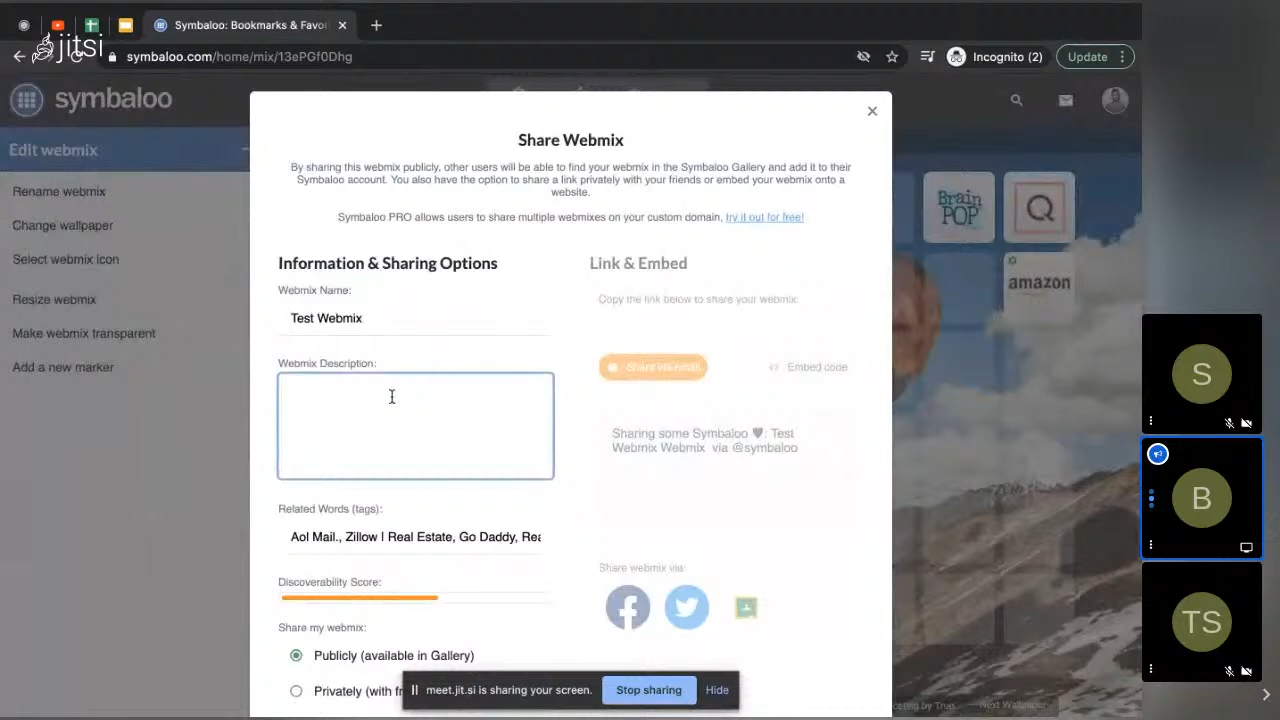 Symbaloo: Bookmarks & Favor
jitsi
symbaloo.com/home/mix/13ePGf0Dhg
Incognito (2)
Update
symbaloo
Edit webmix
Rename webmix
Change wallpaper
Select webmix icon
Resize webmix
Make webmix transparent
Add a new marker
Share Webmix
By sharing this webmix publicly, other users will be able to find your webmix in the Symbaloo Gallery and add it to their
Symbaloo account. You also have the option to share a link privately with your friends or embed your webmix onto a
website.
Symbaloo PRO allows users to share multiple webmixes on your custom domain, try it out for free!
Information & Sharing Options
Webmix Name:
Test Webmix
Webmix Description:
Related Words (tags):
Aol Mail., Zillow | Real Estate, Go Daddy, Rea
Discoverability Score:
Share my webmix:
Publicly (available in Gallery)
Privately (with fr
Link & Embed
Copy the link below to share your webmix:
Share via email
Embed code
Sharing some Symbaloo ♥: Test
Webmix Webmix via @symbaloo
Share webmix via:
Brain
POP
Q
amazon
meet.jit.si is sharing your screen.
Stop sharing
Hide
Next Wallpaper
S
B
TS